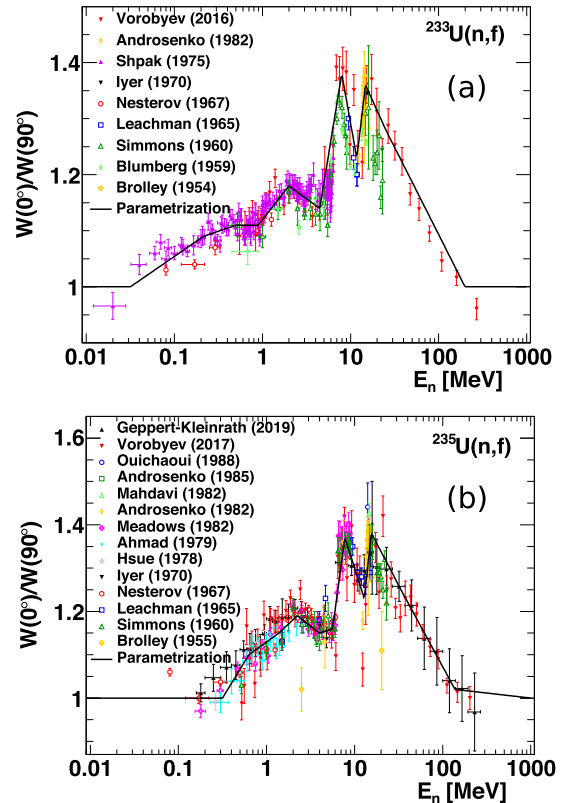 Vorobyev (2016)
Androsenko (1982)
Shpak (1975)
Iyer (1970)
Nesterov (1967)
Leachman (1965)
Simmons (1960)
Blumberg (1959)
Brolley (1954)
Parametrization
²³³U(n,f)
(a)
W(0°)/W(90°)
1.4
1.2
1
0.01 0.1 1 10 100 1000
Eₙ [MeV]
Geppert-Kleinrath (2019)
Vorobyev (2017)
Ouichaoui (1988)
Androsenko (1985)
Mahdavi (1982)
Androsenko (1982)
Meadows (1982)
Ahmad (1979)
Hsue (1978)
Iyer (1970)
Nesterov (1967)
Leachman (1965)
Simmons (1960)
Brolley (1955)
Parametrization
²³⁵U(n,f)
(b)
W(0°)/W(90°)
1.6
1.4
1.2
1
0.01 0.1 1 10 100 1000
Eₙ [MeV]